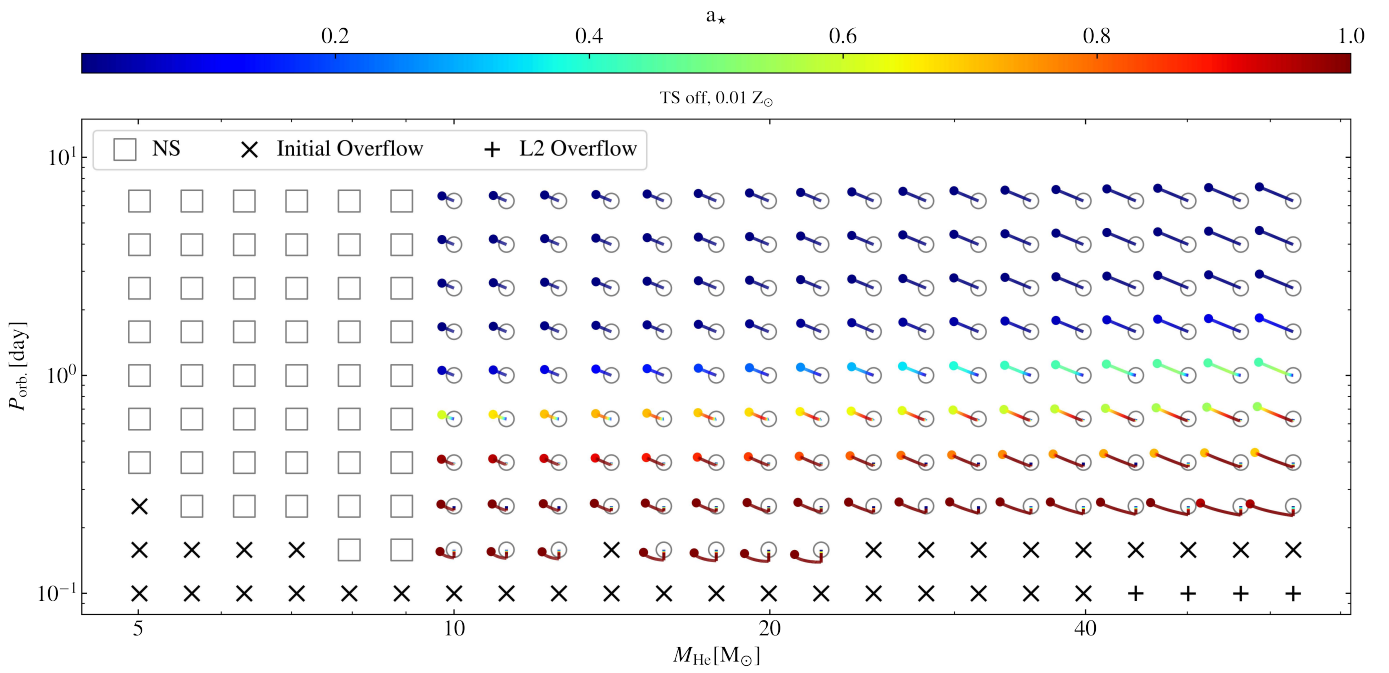 a⋆
0.2 0.4 0.6 0.8 1.0
TS off, 0.01 Z⊙
NS Initial Overflow L2 Overflow
10¹
10⁰
10⁻¹
P_orb. [day]
5 10 20 40
M_He [M⊙]